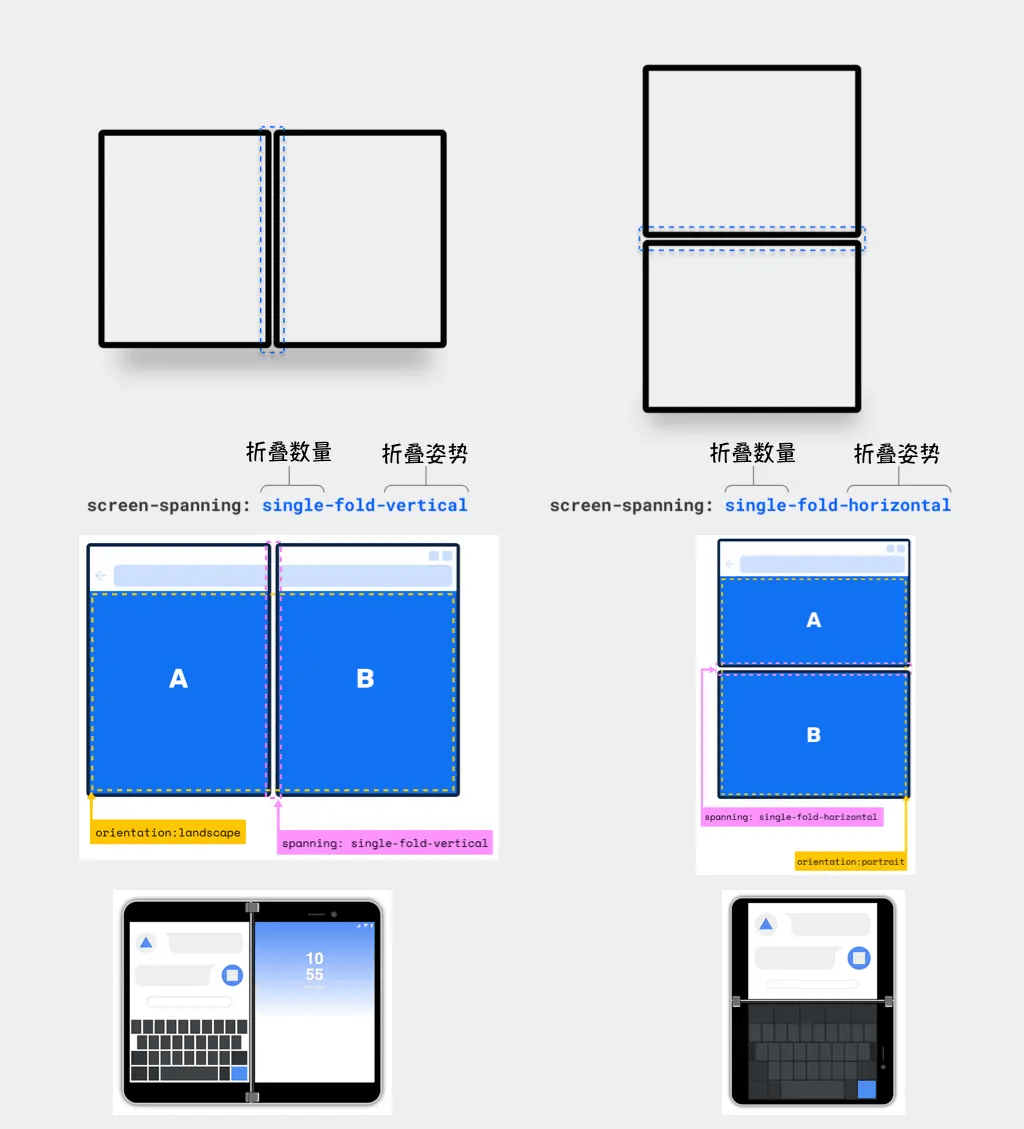 折叠数量 折叠姿势
screen-spanning: single-fold-vertical
折叠数量 折叠姿势
screen-spanning: single-fold-horizontal
A
B
orientation:landscape
spanning: single-fold-vertical
A
B
spanning: single-fold-horizontal
orientation:portrait
10
55